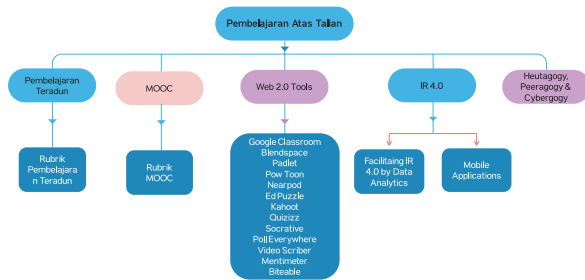 Pembelajaran Atas Talian
Pembelajaran
Teradun
MOOC
Web 2.0 Tools
IR 4.0
Heutagogy,
Peeragogy &
Cybergogy
Rubrik
Pembelajara
n Teradun
Rubrik
MOOC
Google Classroom
Blendspace
Padlet
Pow Toon
Nearpod
Ed Puzzle
Kahoot
Quizizz
Socrative
Poll Everywhere
Video Scriber
Mentimeter
Biteable
Facilitaing IR
4.0 by Data
Analytics
Mobile
Applications